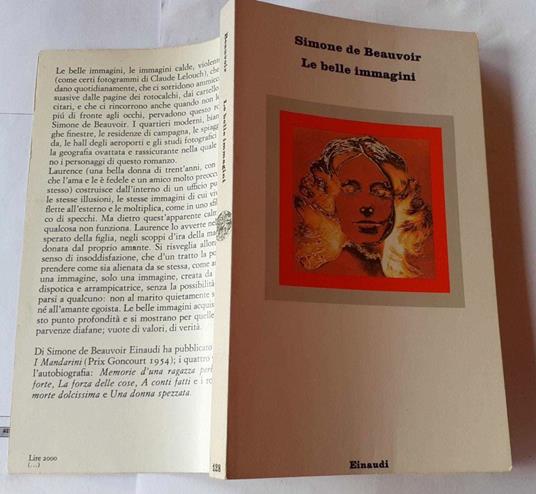 Le belle immagini, le immagini calde, violent
(come certi fotogrammi di Claude Lelouch), che
dano quotidianamente, che ci sorridono ammicc
suasive dalle pagine dei rotocalchi, dai cartello
citari, e che ci rincorrono anche quando non l
piú di fronte agli occhi, pervadono questo ro
Simone de Beauvoir. I quartieri moderni, bian
ghe finestre, le residenze di campagna, le spiagg
da, le hall degli aeroporti e gli studi fotografici
la geografia ovattata e rassicurante nella quale
no i personaggi di questo romanzo.
Laurence (una bella donna di trent'anni, con
che l'ama e le è fedele e un amico molto preocc
stesso) costruisce dall'interno di un ufficio pu
le stesse illusioni, le stesse immagini di cui vi
flette all'esterno e le moltiplica, come in uno sfil
co di specchi. Ma dietro quest'apparente calm
qualcosa non funziona. Laurence lo avverte ne
sperato della figlia, negli scoppi d'ira della ma
donata dal proprio amante. Si risveglia allor
senso di insoddisfazione, che d'un tratto la po
prendere come sia alienata da se stessa, come a
una immagine, solo una immagine, creata da
dispotica e arrampicatrice, senza la possibilità
parsi a qualcuno: non al marito quietamente s
né all'amante egoista. Le belle immagini acquis
sto punto profondità e si mostrano per quelle
parvenze diafane; vuote di valori, di verità.
Di Simone de Beauvoir Einaudi ha pubblicato
I Mandarini (Prix Goncourt 1954); i quattro
l'autobiografia: Memorie d'una ragazza perb
forte, La forza delle cose, A conti fatti e i ro
morte dolcissima e Una donna spezzata.
Lire 2000
(...)
Beauvoir
Le belle immagini
128
Simone de Beauvoir
Le belle immagini
Einaudi